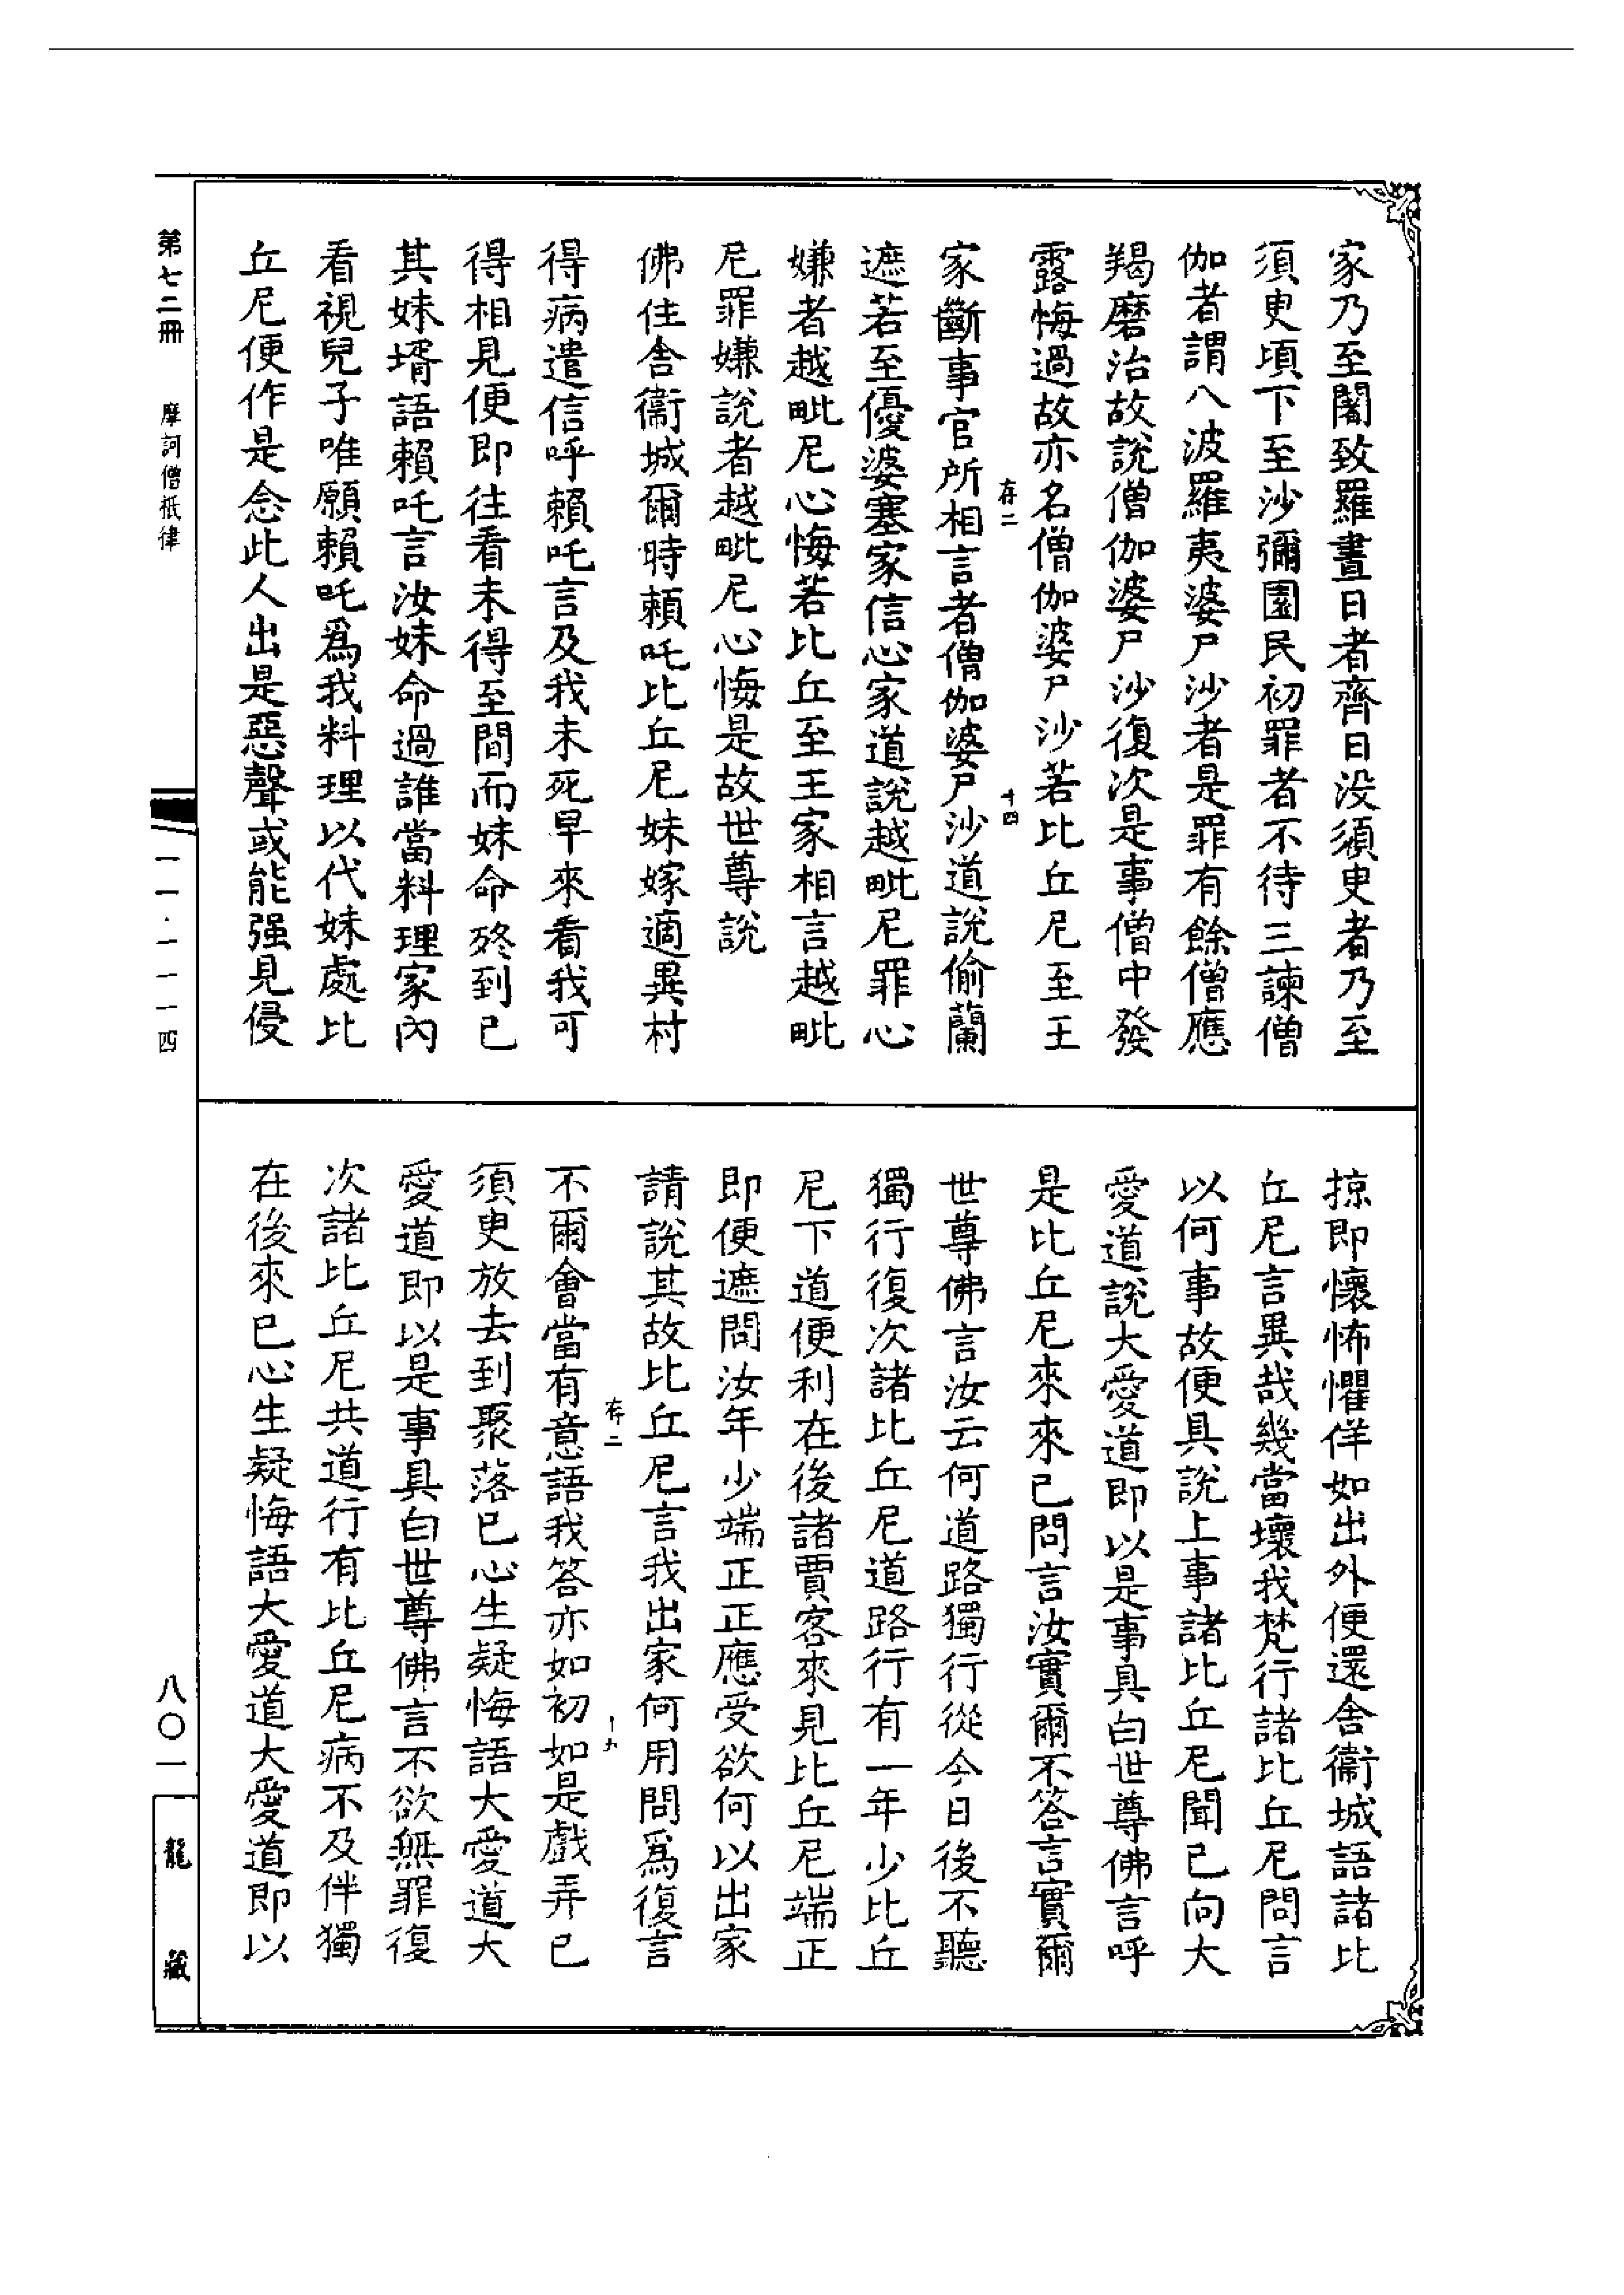 家乃至闍致羅晝日者齊日没須臾者乃至
須臾頃下至沙彌園民初罪者不待三諫僧
伽者謂八波羅夷婆尸沙者是罪有餘僧應
羯磨治故說僧伽婆尸沙復次是事僧中發
露悔過故亦名僧伽婆尸沙若比丘尼至王
存二 十四
家斷事官所相言者僧伽婆尸沙道說偷蘭
遮若至優婆塞家信心家道說越毗尼罪心
嫌者越毗尼心悔若比丘至王家相言越毗
尼罪嫌說者越毗尼心悔是故世尊說
佛住舍衞城爾時賴吒比丘尼妹嫁適異村
得病遣信呼賴吒言及我未死早來看我可
得相見便即往看未得至間而妹命終到已
其妹壻語賴吒言汝妹命過誰當料理家內
看視兒子唯願賴吒爲我料理以代妹處比
丘尼便作是念此人出是惡聲或能强見侵
掠即懷怖懼佯如出外便還舍衞城語諸比
丘尼言異哉幾當壞我梵行諸比丘尼問言
以何事故便具說上事諸比丘尼聞已向大
愛道說大愛道即以是事具白世尊佛言呼
是比丘尼來來已問言汝實爾不答言實爾
世尊佛言汝云何道路獨行從今日後不聽
獨行復次諸比丘尼道路行有一年少比丘
尼下道便利在後諸賈客來見比丘尼端正
即便遮問汝年少端正正應受欲何以出家
請說其故比丘尼言我出家何用問爲復言
存二 十九
不爾會當有意語我答亦如初如是戲弄已
須臾放去到聚落已心生疑悔語大愛道大
愛道即以是事具白世尊佛言不欲無罪復
次諸比丘尼共道行有比丘尼病不及伴獨
在後來已心生疑悔語大愛道大愛道即以
第七二冊 摩訶僧祇律 一一·一一一四 八〇一 龍藏